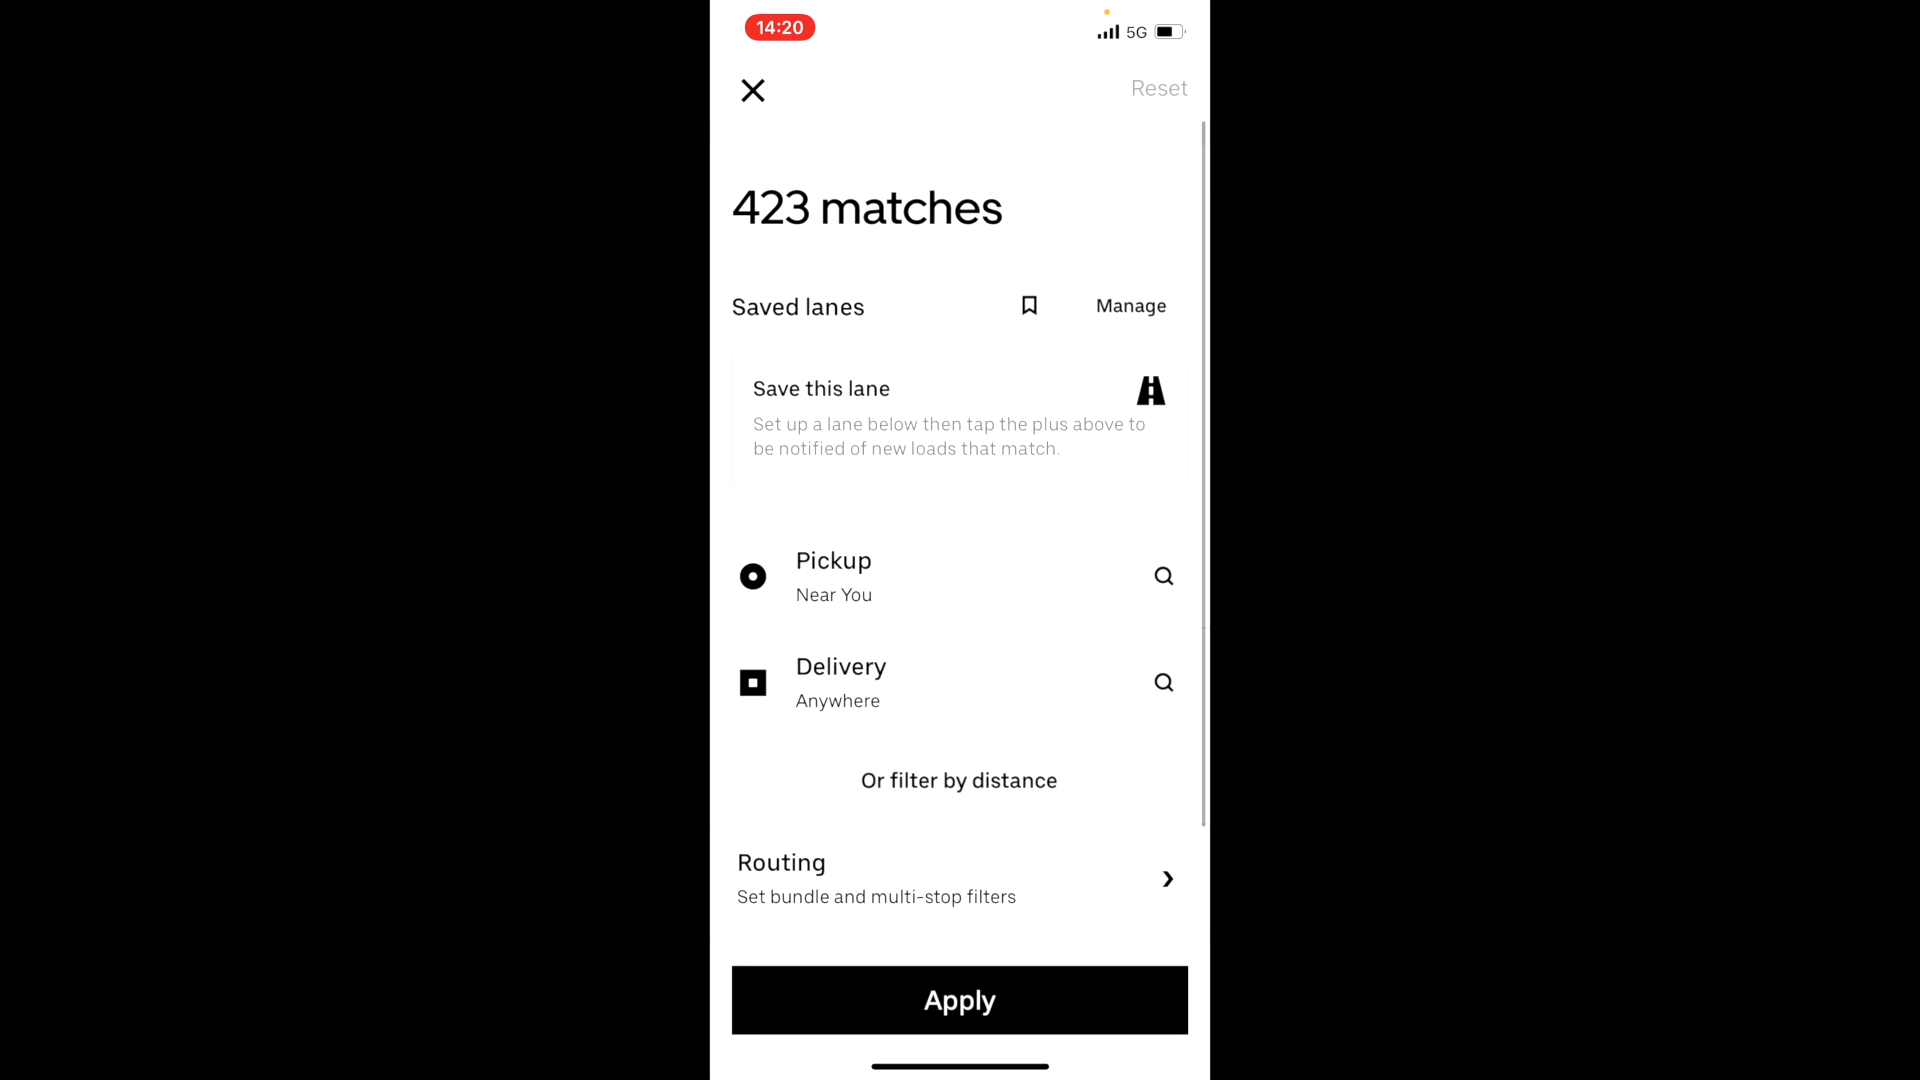 14:20
5G
Reset
423 matches
Saved lanes
Manage
Save this lane
Set up a lane below then tap the plus above to
be notified of new loads that match.
Pickup
Near You
Delivery
Anywhere
Or filter by distance
Routing
Set bundle and multi-stop filters
Apply